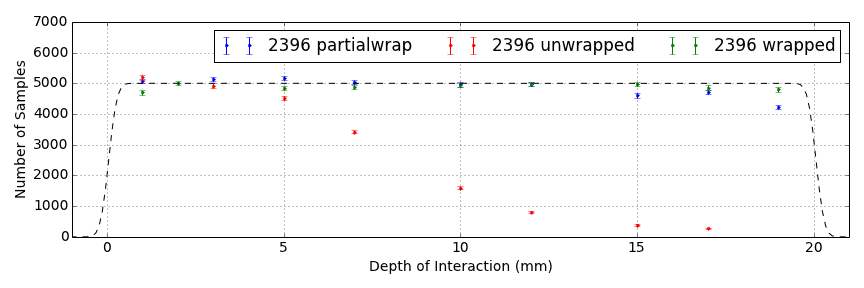 7000
6000
5000
4000
3000
2000
1000
0
Number of Samples
2396 partialwrap 2396 unwrapped 2396 wrapped
0 5 10 15 20
Depth of Interaction (mm)